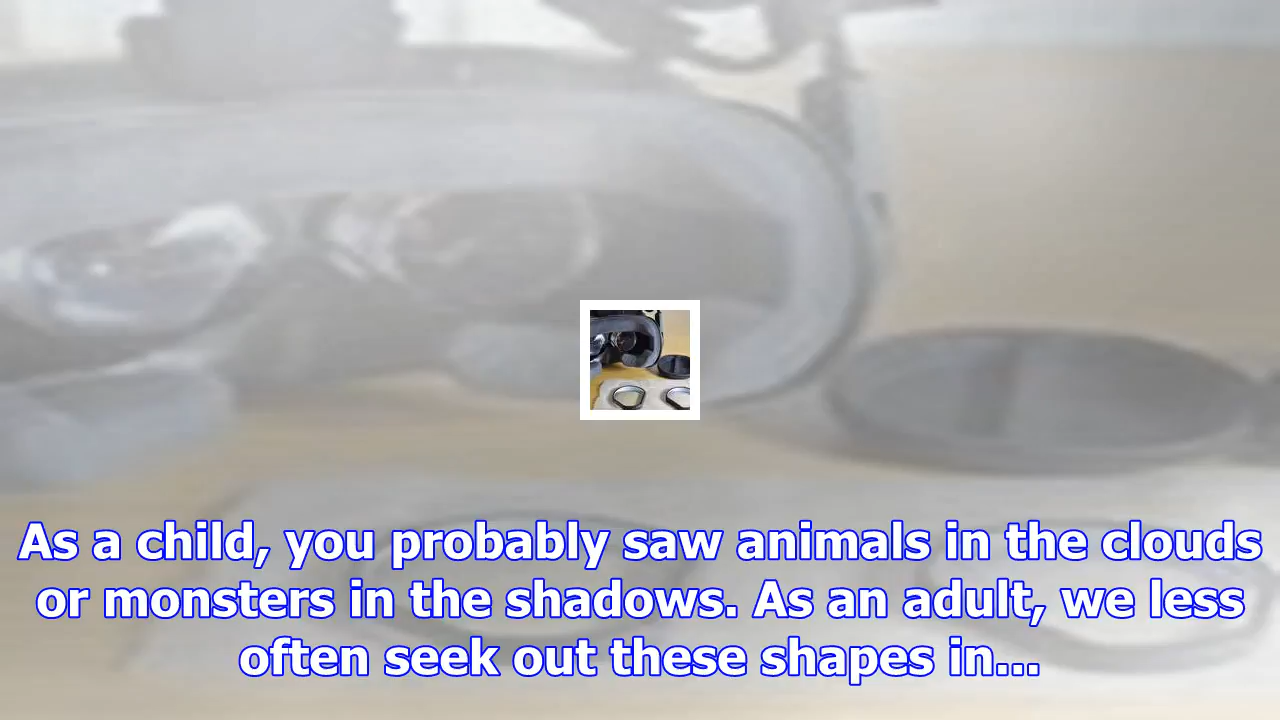 As a child, you probably saw animals in the clouds
or monsters in the shadows. As an adult, we less
often seek out these shapes in...